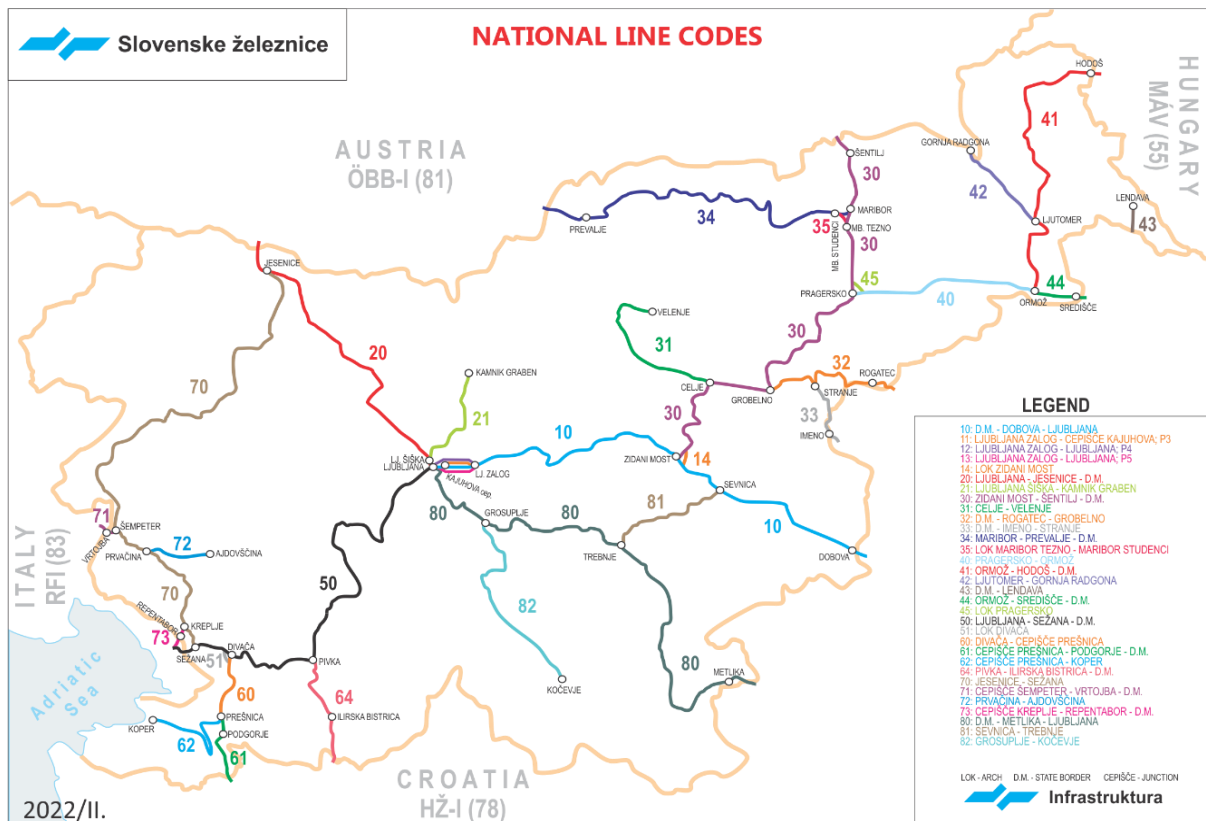 Slovenske železnice
NATIONAL LINE CODES
HUNGARY
MÁV (55)
AUSTRIA
ÖBB-I (81)
ITALY
RFI (83)
CROATIA
HŽ-I (78)
Adriatic
Sea
HODOŠ
41
GORNJA RADGONA
42
LENDAVA
43
LJUTOMER
ŠENTILJ
30
34
PREVALJE
35
MARIBOR
MB. TEZNO
MB. STUDENCI
30
45
PRAGERSKO
40
44
ORMOŽ
SREDIŠČE
JESENICE
20
70
VELENJE
31
30
32
ROGATEC
CELJE
GROBELNO
STRANJE
33
IMENO
KAMNIK GRABEN
21
30
10
LJ. ŠIŠKA
LJUBLJANA
LJ. ZALOG
KAJUHOVA cep.
ZIDANI MOST
14
SEVNICA
81
10
DOBOVA
80
GROSUPLJE
80
TREBNJE
82
KOČEVJE
80
METLIKA
71
ŠEMPETER
VRTOJBA
72
PRVAČINA
AJDOVŠČINA
70
50
REPENTABOR
KREPLJE
73
SEŽANA
51
DIVAČA
PIVKA
60
64
PREŠNICA
ILIRSKA BISTRICA
KOPER
62
PODGORJE
61
LEGEND
10: D.M. - DOBOVA - LJUBLJANA
11: LJUBLJANA ZALOG - CEPIŠČE KAJUHOVA; P3
12: LJUBLJANA ZALOG - LJUBLJANA; P4
13: LJUBLJANA ZALOG - LJUBLJANA; P5
14: LOK ZIDANI MOST
20: LJUBLJANA - JESENICE - D.M.
21: LJUBLJANA ŠIŠKA - KAMNIK GRABEN
30: ZIDANI MOST - ŠENTILJ - D.M.
31: CELJE - VELENJE
32: D.M. - ROGATEC - GROBELNO
33: D.M. - IMENO - STRANJE
34: MARIBOR - PREVALJE - D.M.
35: LOK MARIBOR TEZNO - MARIBOR STUDENCI
40: PRAGERSKO - ORMOŽ
41: ORMOŽ - HODOŠ - D.M.
42: LJUTOMER - GORNJA RADGONA
43: D.M. - LENDAVA
44: ORMOŽ - SREDIŠČE - D.M.
45: LOK PRAGERSKO
50: LJUBLJANA - SEŽANA - D.M.
51: LOK DIVAČA
60: DIVAČA - CEPIŠČE PREŠNICA
61: CEPIŠČE PREŠNICA - PODGORJE - D.M.
62: CEPIŠČE PREŠNICA - KOPER
64: PIVKA - ILIRSKA BISTRICA - D.M.
70: JESENICE - SEŽANA
71: CEPIŠČE ŠEMPETER - VRTOJBA - D.M.
72: PRVAČINA - AJDOVŠČINA
73: CEPIŠČE KREPLJE - REPENTABOR - D.M.
80: D.M. - METLIKA - LJUBLJANA
81: SEVNICA - TREBNJE
82: GROSUPLJE - KOČEVJE
LOK - ARCH D.M. - STATE BORDER CEPIŠČE - JUNCTION
Infrastruktura
2022/II.